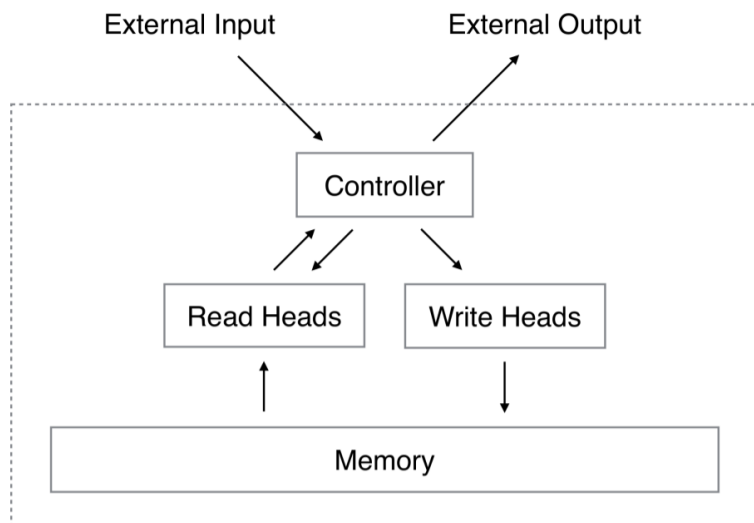 External Input
External Output
Controller
Read Heads
Write Heads
Memory